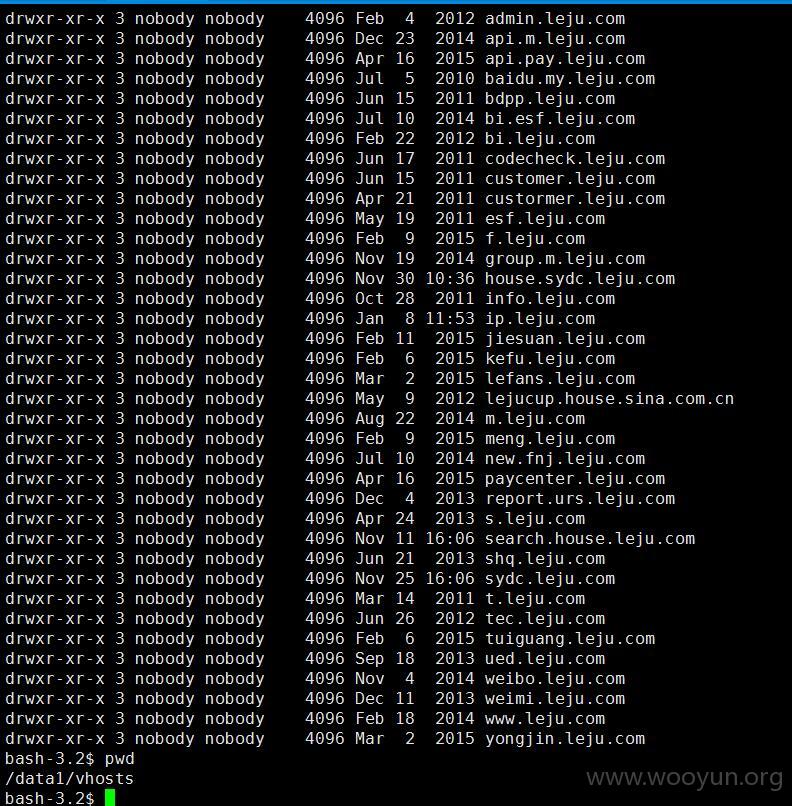 drwxr-xr-x 3 nobody nobody    4096 Feb  4  2012 admin.leju.com
drwxr-xr-x 3 nobody nobody    4096 Dec 23  2014 api.m.leju.com
drwxr-xr-x 3 nobody nobody    4096 Apr 16  2015 api.pay.leju.com
drwxr-xr-x 3 nobody nobody    4096 Jul  5  2010 baidu.my.leju.com
drwxr-xr-x 3 nobody nobody    4096 Jun 15  2011 bdpp.leju.com
drwxr-xr-x 3 nobody nobody    4096 Jul 10  2014 bi.esf.leju.com
drwxr-xr-x 3 nobody nobody    4096 Feb 22  2012 bi.leju.com
drwxr-xr-x 3 nobody nobody    4096 Jun 17  2011 codecheck.leju.com
drwxr-xr-x 3 nobody nobody    4096 Jun 15  2011 customer.leju.com
drwxr-xr-x 3 nobody nobody    4096 Apr 21  2011 custormer.leju.com
drwxr-xr-x 3 nobody nobody    4096 May 19  2011 esf.leju.com
drwxr-xr-x 3 nobody nobody    4096 Feb  9  2015 f.leju.com
drwxr-xr-x 3 nobody nobody    4096 Nov 19  2014 group.m.leju.com
drwxr-xr-x 3 nobody nobody    4096 Nov 30 10:36 house.sydc.leju.com
drwxr-xr-x 3 nobody nobody    4096 Oct 28  2011 info.leju.com
drwxr-xr-x 3 nobody nobody    4096 Jan  8 11:53 ip.leju.com
drwxr-xr-x 3 nobody nobody    4096 Feb 11  2015 jiesuan.leju.com
drwxr-xr-x 3 nobody nobody    4096 Feb  6  2015 kefu.leju.com
drwxr-xr-x 3 nobody nobody    4096 Mar  2  2015 lefans.leju.com
drwxr-xr-x 3 nobody nobody    4096 May  9  2012 lejucup.house.sina.com.cn
drwxr-xr-x 3 nobody nobody    4096 Aug 22  2014 m.leju.com
drwxr-xr-x 3 nobody nobody    4096 Feb  9  2015 meng.leju.com
drwxr-xr-x 3 nobody nobody    4096 Jul 10  2014 new.fnj.leju.com
drwxr-xr-x 3 nobody nobody    4096 Apr 16  2015 paycenter.leju.com
drwxr-xr-x 3 nobody nobody    4096 Dec  4  2013 report.urs.leju.com
drwxr-xr-x 3 nobody nobody    4096 Apr 24  2013 s.leju.com
drwxr-xr-x 3 nobody nobody    4096 Nov 11 16:06 search.house.leju.com
drwxr-xr-x 3 nobody nobody    4096 Jun 21  2013 shq.leju.com
drwxr-xr-x 3 nobody nobody    4096 Nov 25 16:06 sydc.leju.com
drwxr-xr-x 3 nobody nobody    4096 Mar 14  2011 t.leju.com
drwxr-xr-x 3 nobody nobody    4096 Jun 26  2012 tec.leju.com
drwxr-xr-x 3 nobody nobody    4096 Feb  6  2015 tuiguang.leju.com
drwxr-xr-x 3 nobody nobody    4096 Sep 18  2013 ued.leju.com
drwxr-xr-x 3 nobody nobody    4096 Nov  4  2014 weibo.leju.com
drwxr-xr-x 3 nobody nobody    4096 Dec 11  2013 weimi.leju.com
drwxr-xr-x 3 nobody nobody    4096 Feb 18  2014 www.leju.com
drwxr-xr-x 3 nobody nobody    4096 Mar  2  2015 yongjin.leju.com
bash-3.2$ pwd
/data1/vhosts
www.wooyun.org
bash-3.2$